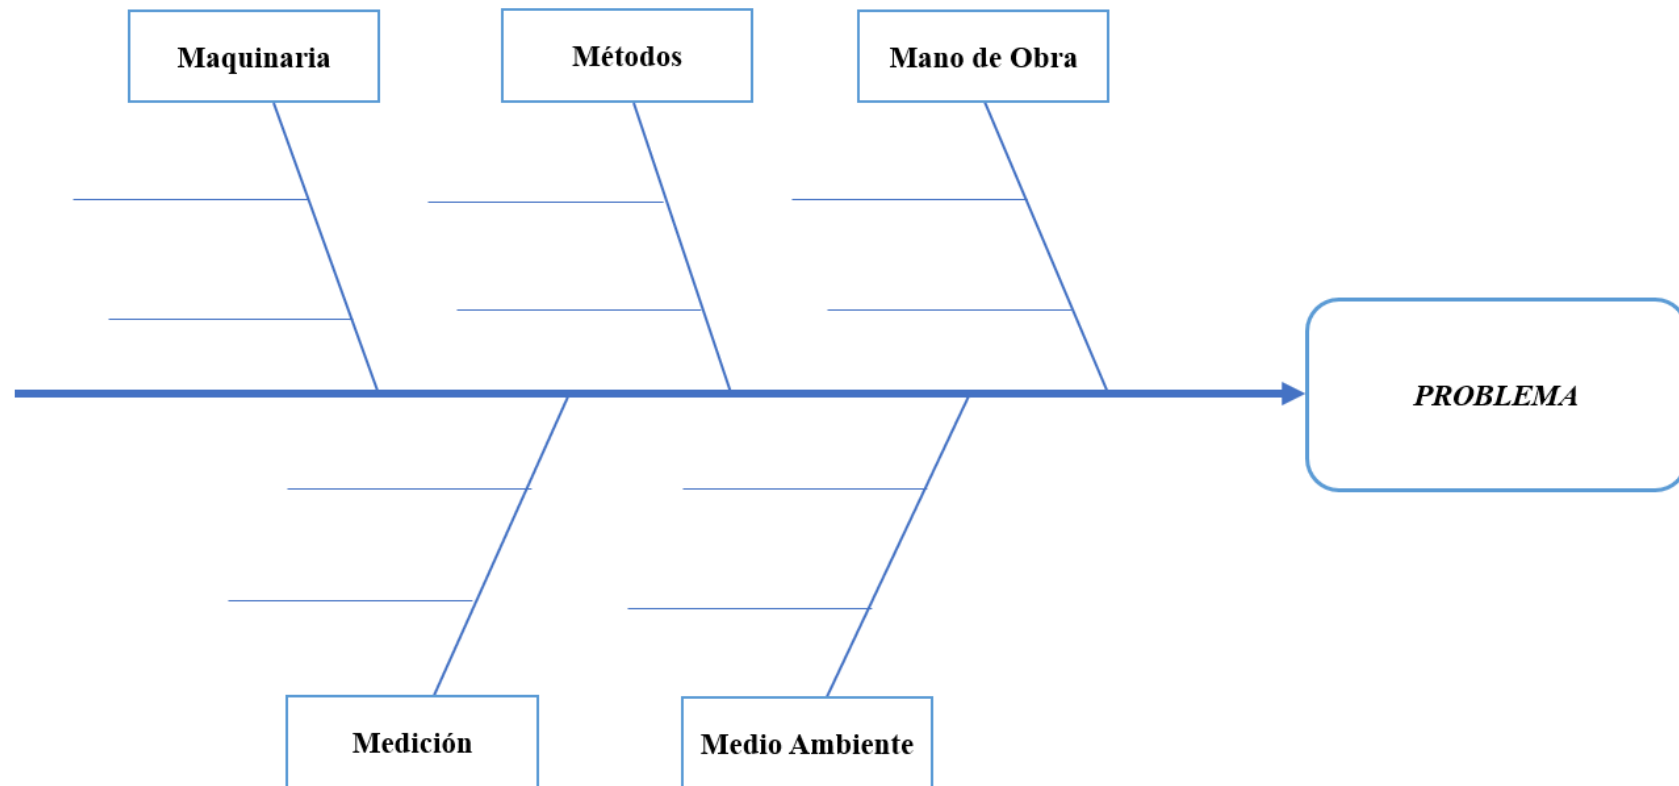 Maquinaria
Métodos
Mano de Obra
PROBLEMA
Medición
Medio Ambiente